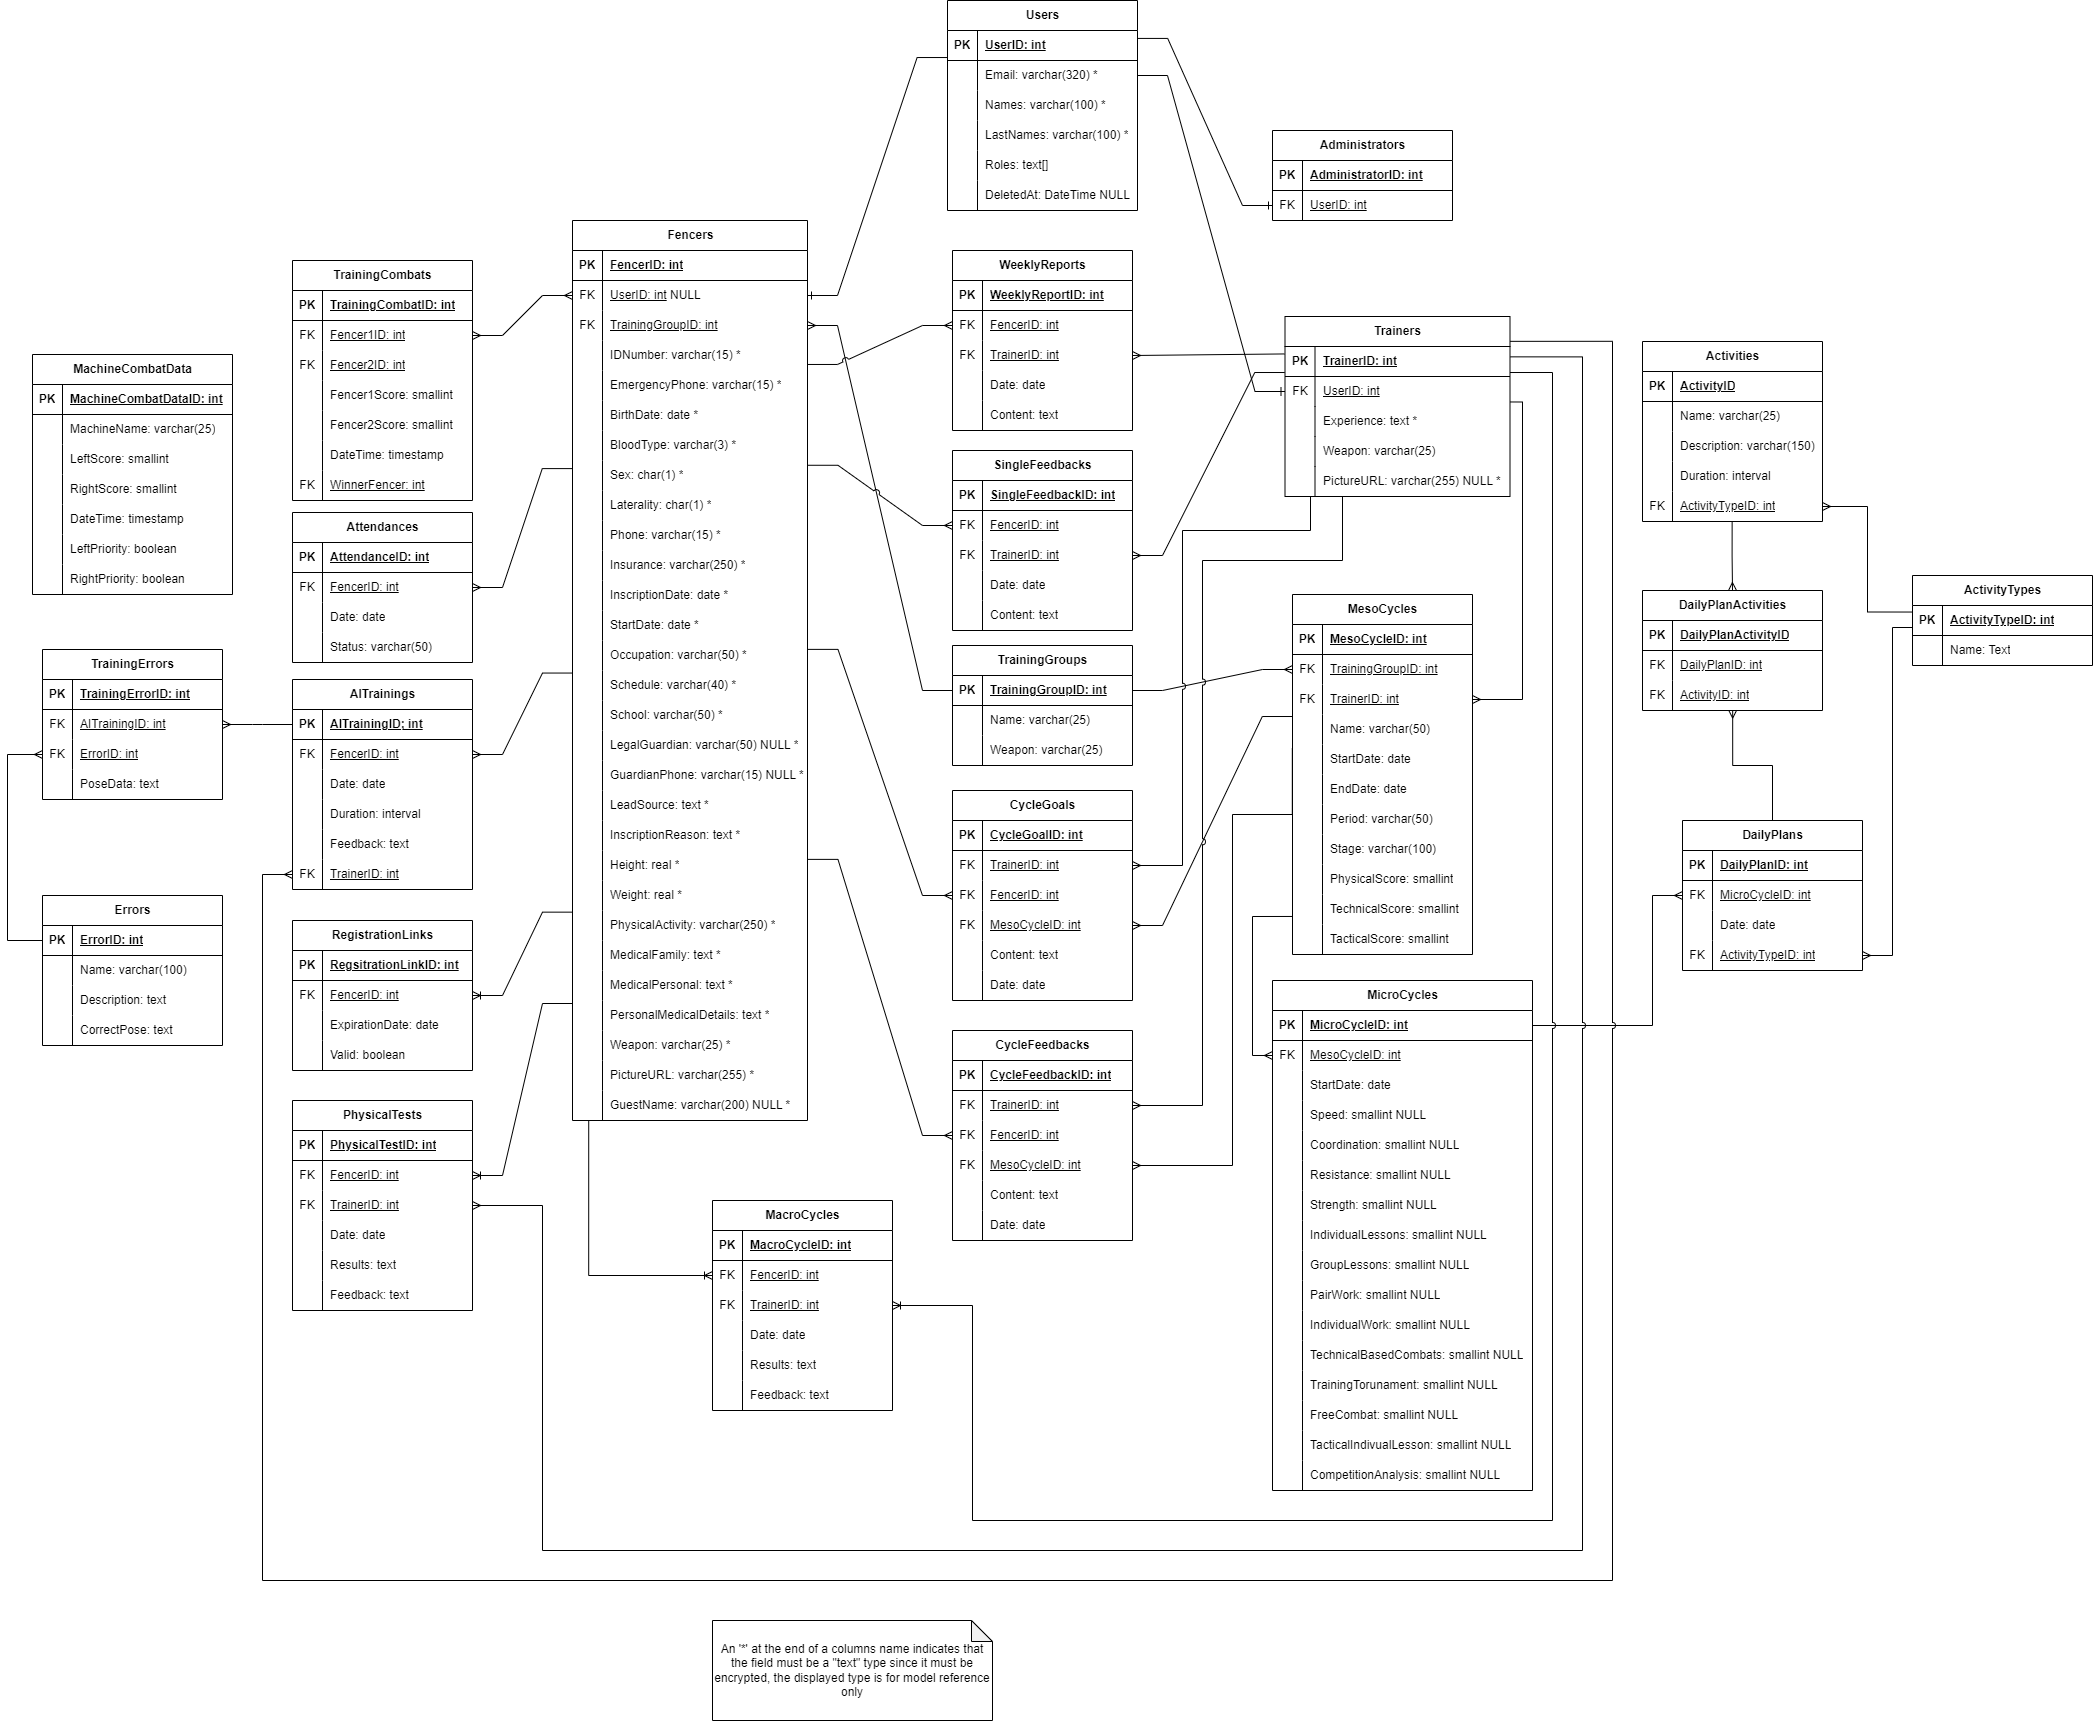 Users
PK UserID: int
Email: varchar(320) *
Names: varchar(100) *
LastNames: varchar(100) *
Roles: text[]
DeletedAt: DateTime NULL
Administrators
PK AdministratorID: int
FK UserID: int
Fencers
PK FencerID: int
FK UserID: int NULL
FK TrainingGroupID: int
IDNumber: varchar(15) *
EmergencyPhone: varchar(15) *
BirthDate: date *
BloodType: varchar(3) *
Sex: char(1) *
Laterality: char(1) *
Phone: varchar(15) *
Insurance: varchar(250) *
InscriptionDate: date *
StartDate: date *
Occupation: varchar(50) *
Schedule: varchar(40) *
School: varchar(50) *
LegalGuardian: varchar(50) NULL *
GuardianPhone: varchar(15) NULL *
LeadSource: text *
InscriptionReason: text *
Height: real *
Weight: real *
PhysicalActivity: varchar(250) *
MedicalFamily: text *
MedicalPersonal: text *
PersonalMedicalDetails: text *
Weapon: varchar(25) *
PictureURL: varchar(255) *
GuestName: varchar(200) NULL *
TrainingCombats
PK TrainingCombatID: int
FK Fencer1ID: int
FK Fencer2ID: int
Fencer1Score: smallint
Fencer2Score: smallint
DateTime: timestamp
FK WinnerFencer: int
MachineCombatData
PK MachineCombatDataID: int
MachineName: varchar(25)
LeftScore: smallint
RightScore: smallint
DateTime: timestamp
LeftPriority: boolean
RightPriority: boolean
Attendances
PK AttendanceID: int
FK FencerID: int
Date: date
Status: varchar(50)
TrainingErrors
PK TrainingErrorID: int
FK AITrainingID: int
FK ErrorID: int
PoseData: text
AITrainings
PK AITrainingID; int
FK FencerID: int
Date: date
Duration: interval
Feedback: text
FK TrainerID: int
Errors
PK ErrorID: int
Name: varchar(100)
Description: text
CorrectPose: text
RegistrationLinks
PK RegsitrationLinkID: int
FK FencerID: int
ExpirationDate: date
Valid: boolean
PhysicalTests
PK PhysicalTestID: int
FK FencerID: int
FK TrainerID: int
Date: date
Results: text
Feedback: text
MacroCycles
PK MacroCycleID: int
FK FencerID: int
FK TrainerID: int
Date: date
Results: text
Feedback: text
WeeklyReports
PK WeeklyReportID: int
FK FencerID: int
FK TrainerID: int
Date: date
Content: text
SingleFeedbacks
PK SingleFeedbackID: int
FK FencerID: int
FK TrainerID: int
Date: date
Content: text
TrainingGroups
PK TrainingGroupID: int
Name: varchar(25)
Weapon: varchar(25)
CycleGoals
PK CycleGoalID: int
FK TrainerID: int
FK FencerID: int
FK MesoCycleID: int
Content: text
Date: date
CycleFeedbacks
PK CycleFeedbackID: int
FK TrainerID: int
FK FencerID: int
FK MesoCycleID: int
Content: text
Date: date
Trainers
PK TrainerID: int
FK UserID: int
Experience: text *
Weapon: varchar(25)
PictureURL: varchar(255) NULL *
MesoCycles
PK MesoCycleID: int
FK TrainingGroupID: int
FK TrainerID: int
Name: varchar(50)
StartDate: date
EndDate: date
Period: varchar(50)
Stage: varchar(100)
PhysicalScore: smallint
TechnicalScore: smallint
TacticalScore: smallint
MicroCycles
PK MicroCycleID: int
FK MesoCycleID: int
StartDate: date
Speed: smallint NULL
Coordination: smallint NULL
Resistance: smallint NULL
Strength: smallint NULL
IndividualLessons: smallint NULL
GroupLessons: smallint NULL
PairWork: smallint NULL
IndividualWork: smallint NULL
TechnicalBasedCombats: smallint NULL
TrainingTorunament: smallint NULL
FreeCombat: smallint NULL
TacticalIndivualLesson: smallint NULL
CompetitionAnalysis: smallint NULL
Activities
PK ActivityID
Name: varchar(25)
Description: varchar(150)
Duration: interval
FK ActivityTypeID: int
DailyPlanActivities
PK DailyPlanActivityID
FK DailyPlanID: int
FK ActivityID: int
ActivityTypes
PK ActivityTypeID: int
Name: Text
DailyPlans
PK DailyPlanID: int
FK MicroCycleID: int
Date: date
FK ActivityTypeID: int
An '*' at the end of a columns name indicates that
the field must be a "text" type since it must be
encrypted, the displayed type is for model reference
only